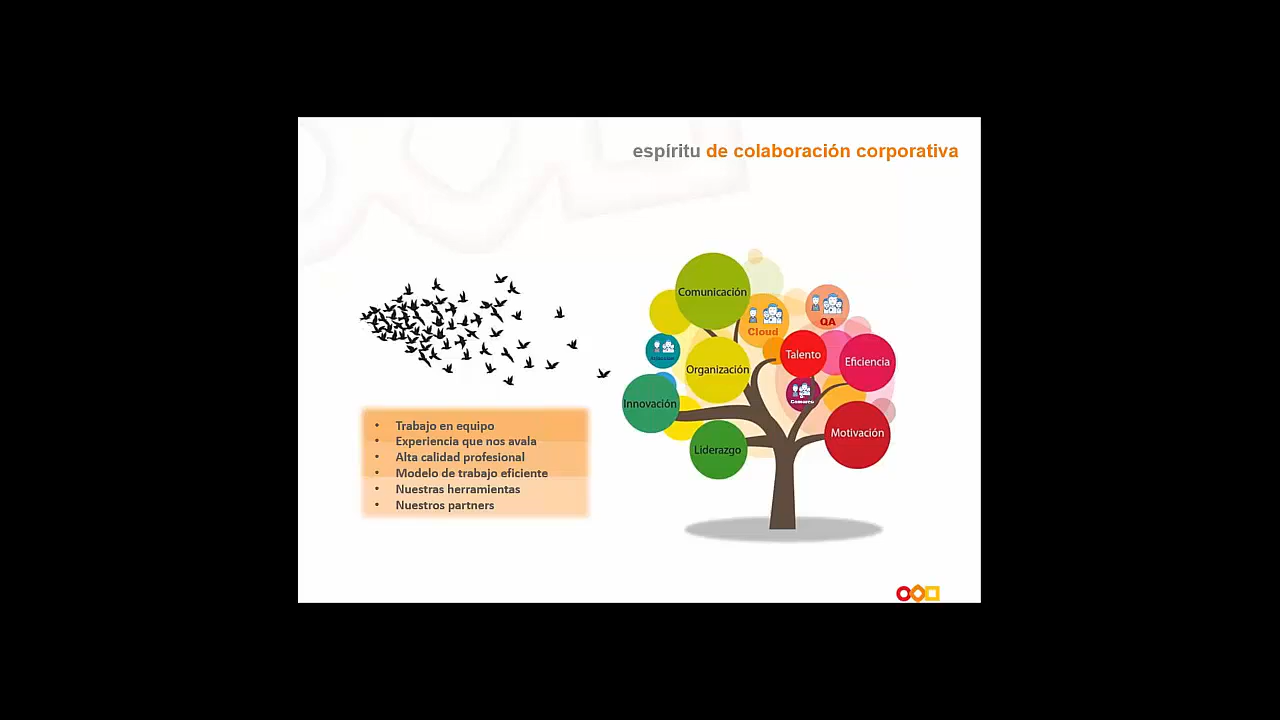 espíritu de colaboración corporativa
Comunicación
Cloud
QA
Talento
Organización
Eficiencia
Innovación
Motivación
Liderazgo
• Trabajo en equipo
• Experiencia que nos avala
• Alta calidad profesional
• Modelo de trabajo eficiente
• Nuestras herramientas
• Nuestros partners